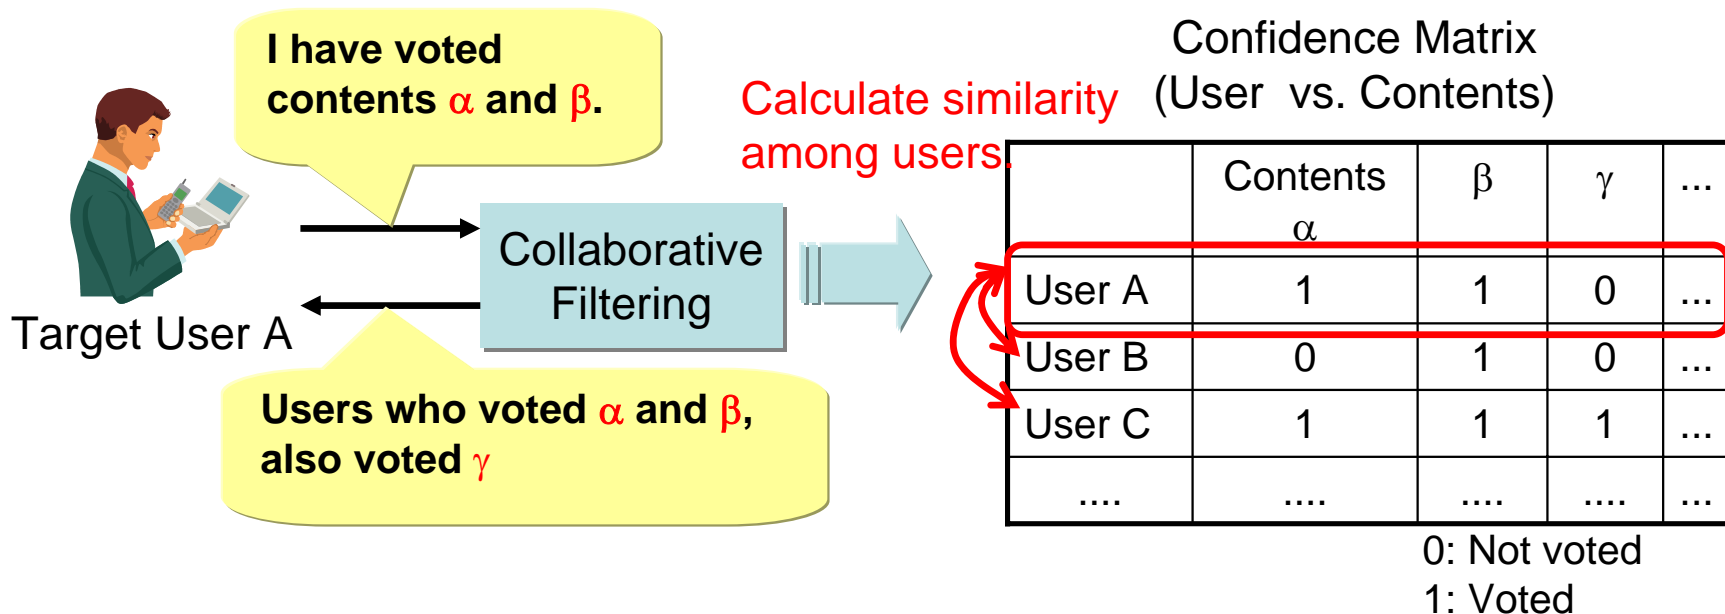 I have voted
contents α and β.
Target User A
Collaborative
Filtering
Users who voted α and β,
also voted γ
Calculate similarity
among users.
Confidence Matrix
(User vs. Contents)
Contents α β γ ...
User A 1 1 0 ...
User B 0 1 0 ...
User C 1 1 1 ...
.... .... .... .... ...
0: Not voted
1: Voted